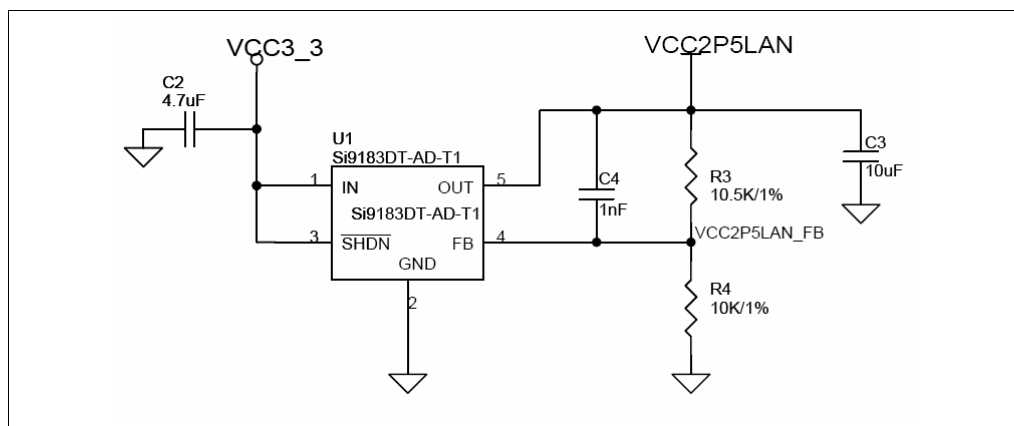 VCC3_3
VCC2P5LAN
C2
4.7uF
U1
Si9183DT-AD-T1
C3
10uF
1
IN
OUT
5
C4
1nF
R3
10.5K/1%
Si9183DT-AD-T1
3
SHDN
FB
4
VCC2P5LAN_FB
GND
2
R4
10K/1%